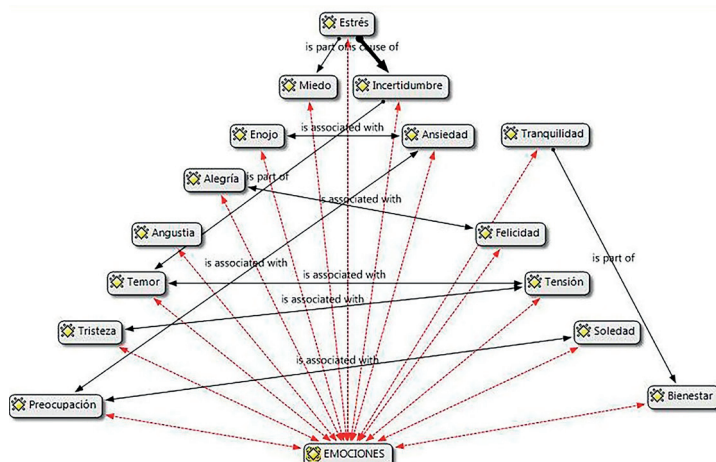 Estrés
is part of is cause of
Miedo
Incertidumbre
Enojo
is associated with
Ansiedad
Tranquilidad
Alegría
is part of
is associated with
Angustia
Felicidad
is associated with
is part of
Temor
is associated with
Tensión
is associated with
Tristeza
Soledad
is associated with
Preocupación
Bienestar
EMOCIONES